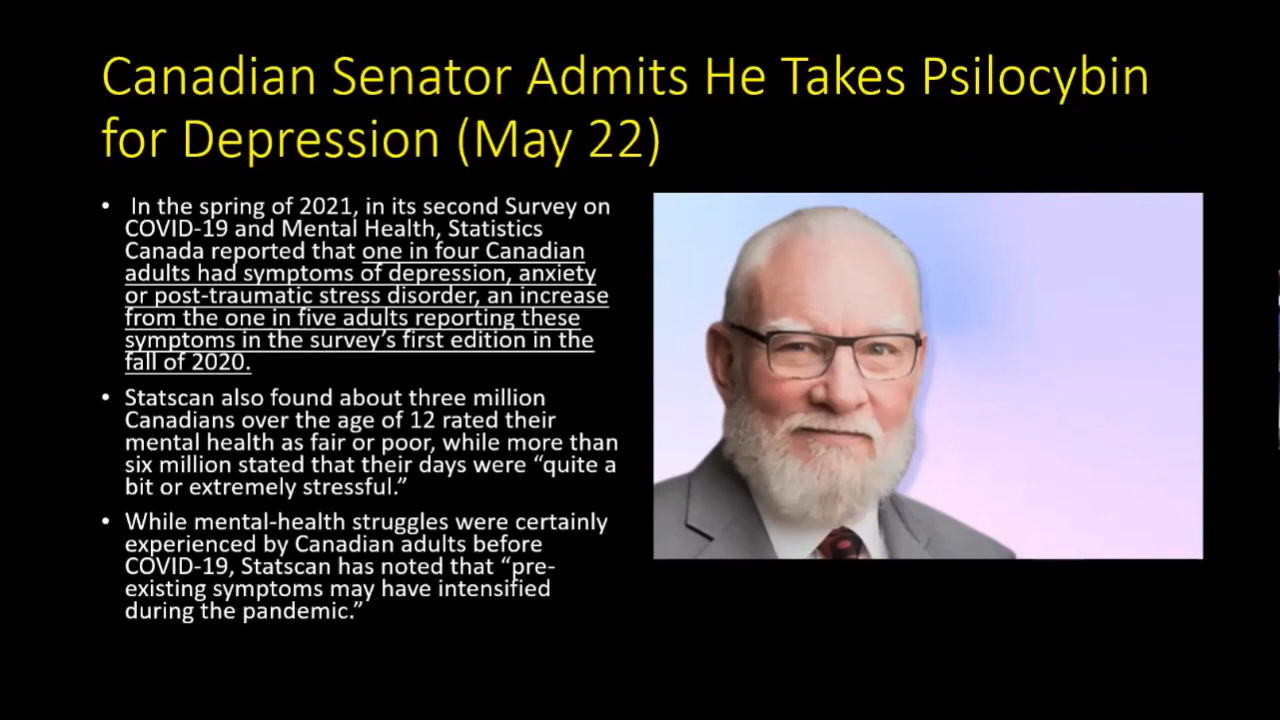 Canadian Senator Admits He Takes Psilocybin
for Depression (May 22)
• In the spring of 2021, in its second Survey on
COVID-19 and Mental Health, Statistics
Canada reported that one in four Canadian
adults had symptoms of depression, anxiety
or post-traumatic stress disorder, an increase
from the one in five adults reporting these
symptoms in the survey’s first edition in the
fall of 2020.
• Statscan also found about three million
Canadians over the age of 12 rated their
mental health as fair or poor, while more than
six million stated that their days were “quite a
bit or extremely stressful.”
• While mental-health struggles were certainly
experienced by Canadian adults before
COVID-19, Statscan has noted that “pre-
existing symptoms may have intensified
during the pandemic.”